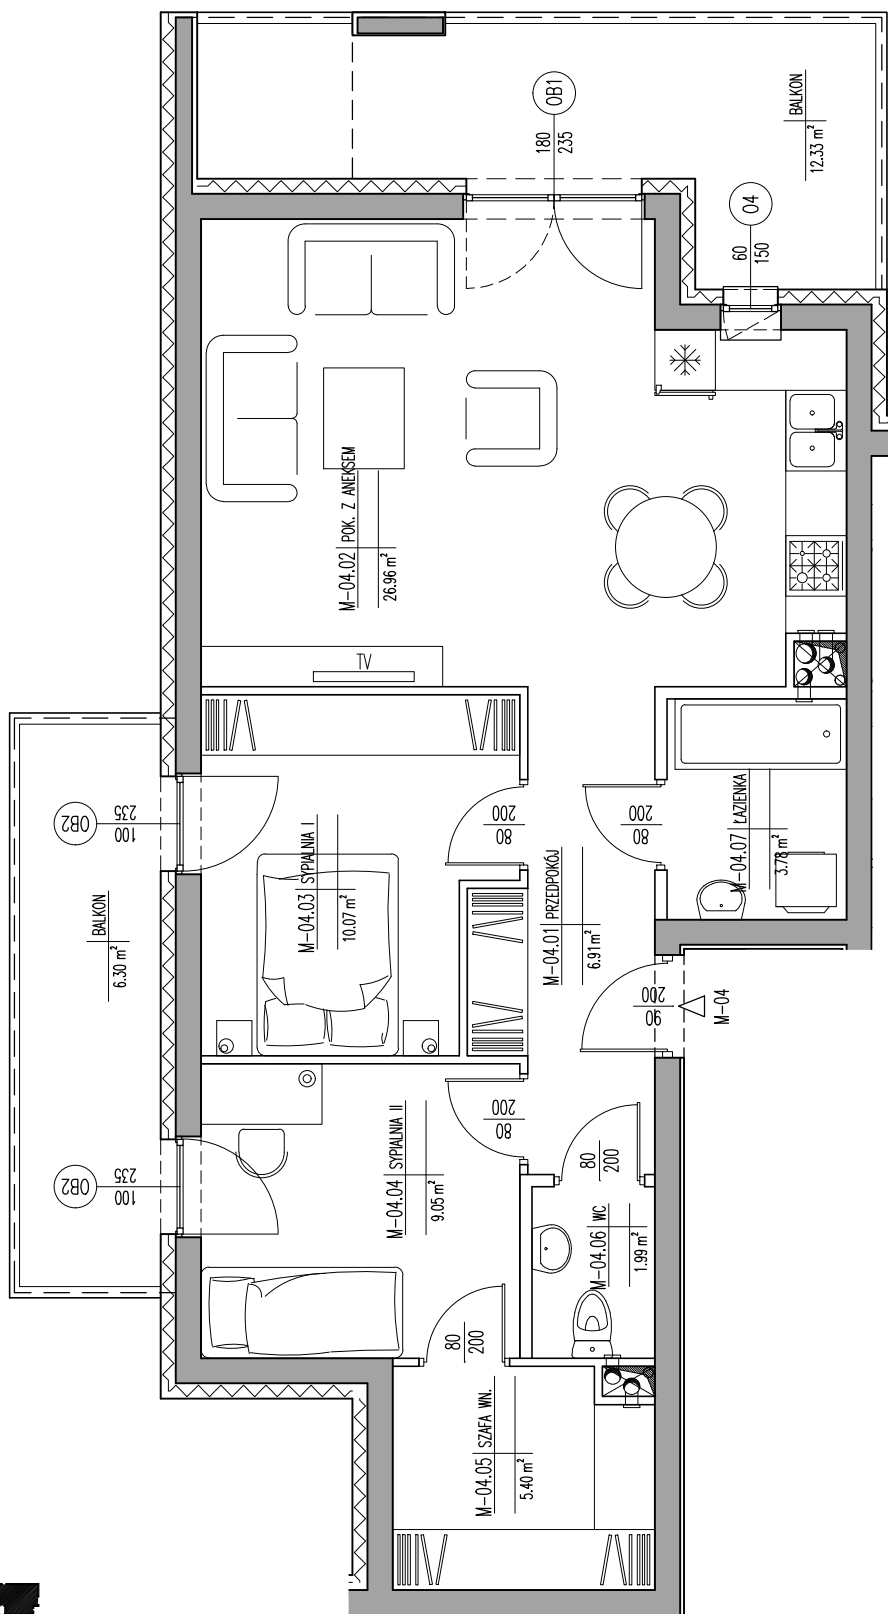 OB1
180
235
BALKON
12.33 m²
O4
60
150
M-04.02 POK. Z ANEKSEM
26.96 m²
TV
OB2
100
235
BALKON
6.30 m²
M-04.03 SYPIALNIA I
10.07 m²
80
200
80
200
M-04.07 ŁAZIENKA
3.78 m²
M-04.01 PRZEDPOKÓJ
6.91 m²
90
200
M-04
OB2
100
235
M-04.04 SYPIALNIA II
9.05 m²
80
200
80
200
M-04.06 WC
1.99 m²
80
200
M-04.05 SZAFA WN.
5.40 m²